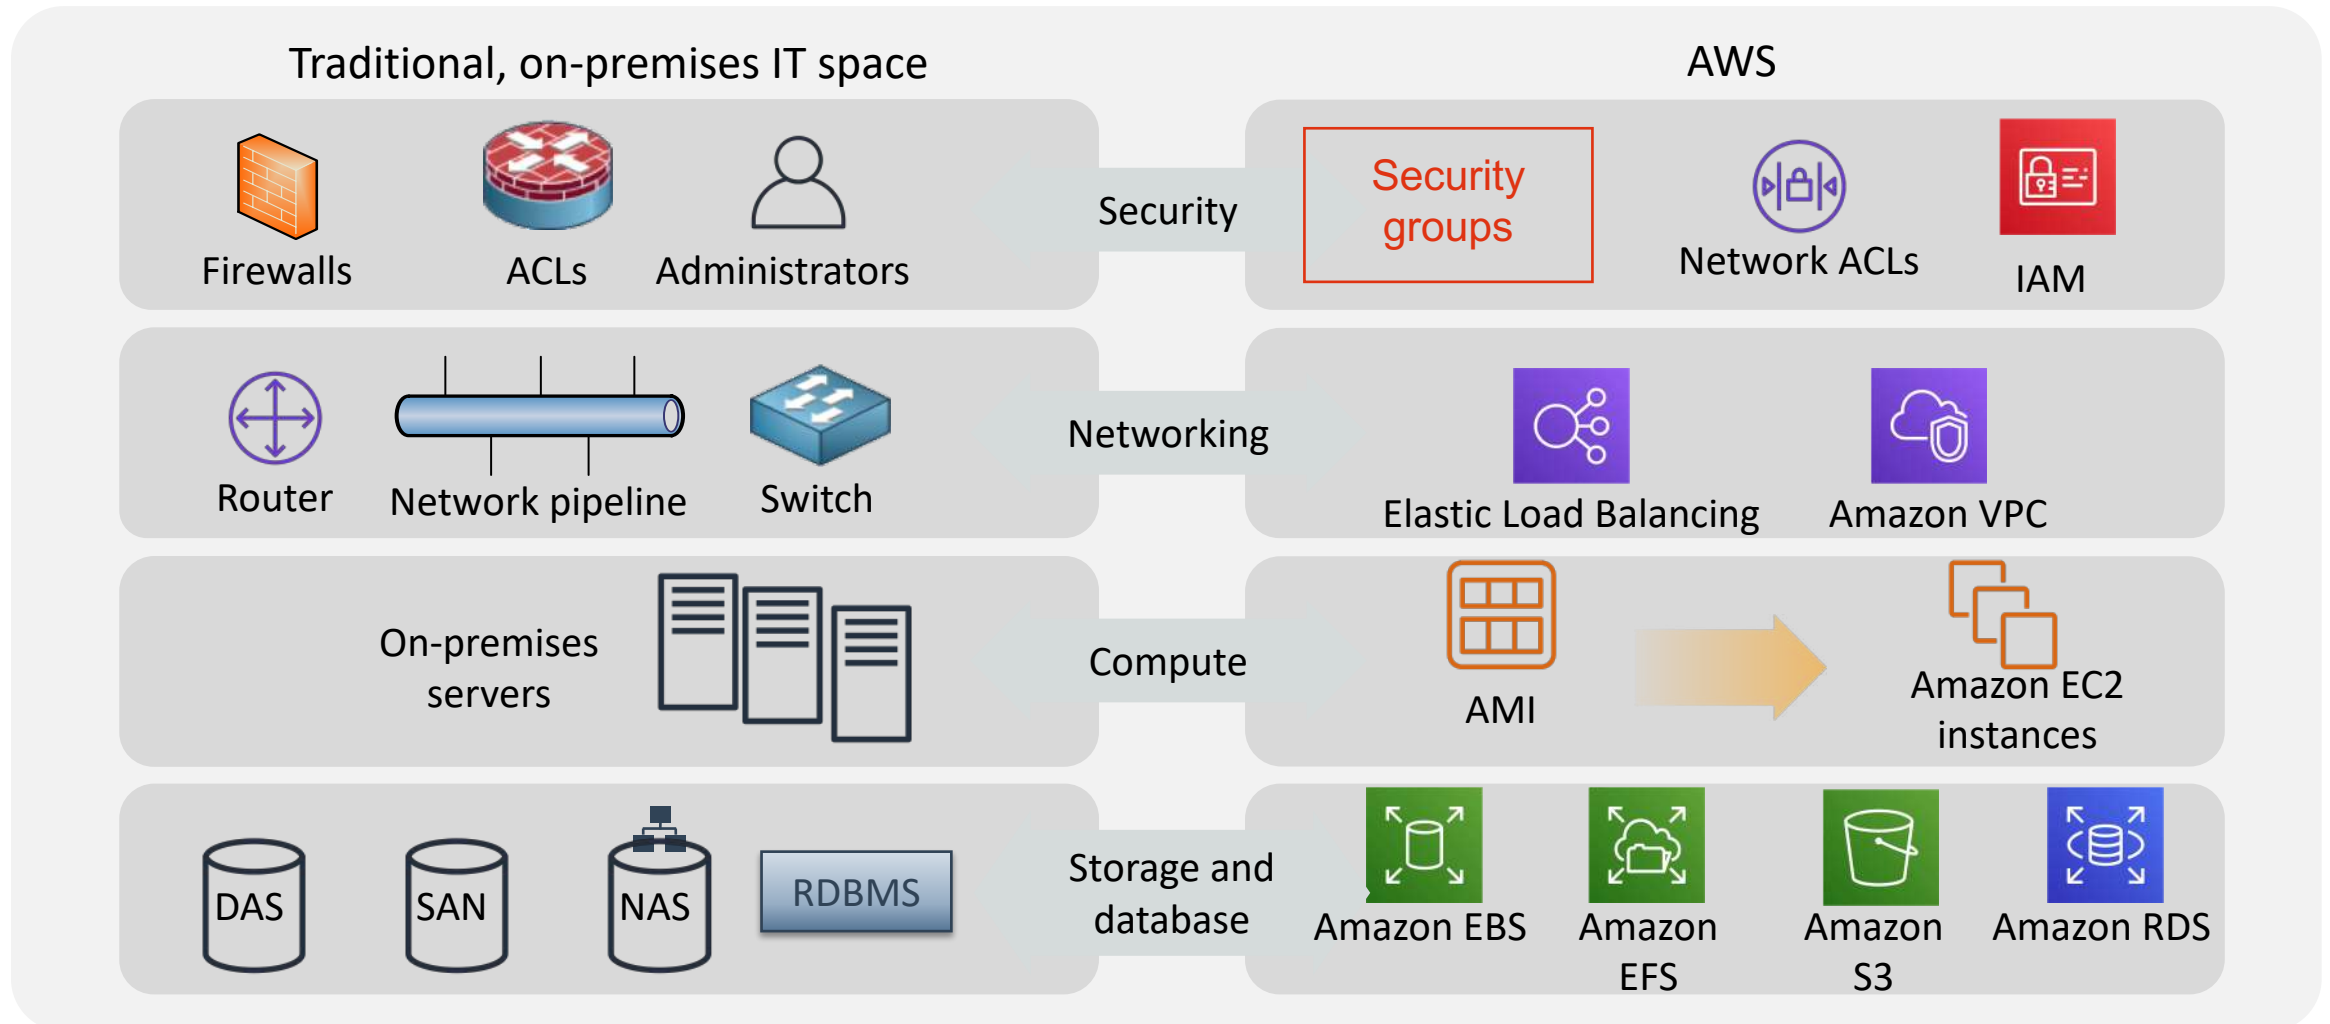 Traditional, on-premises IT space
AWS
Firewalls
ACLs
Administrators
Security
Security
groups
Network ACLs
IAM
Router
Network pipeline
Switch
Networking
Elastic Load Balancing
Amazon VPC
On-premises
servers
Compute
AMI
Amazon EC2
instances
DAS
SAN
NAS
RDBMS
Storage and
database
Amazon EBS
Amazon
EFS
Amazon
S3
Amazon RDS